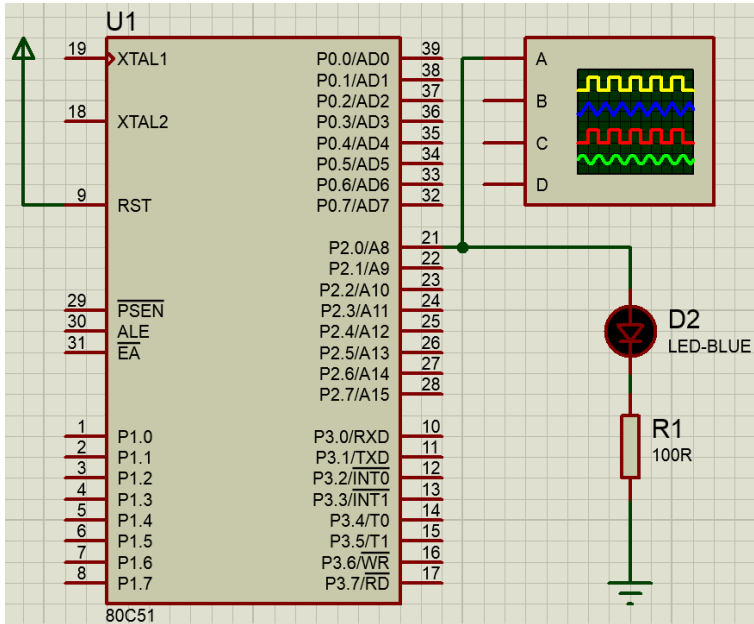 U1
19 XTAL1
18 XTAL2
9 RST
29 PSEN
30 ALE
31 EA
1 P1.0
2 P1.1
3 P1.2
4 P1.3
5 P1.4
6 P1.5
7 P1.6
8 P1.7
P0.0/AD0 39
P0.1/AD1 38
P0.2/AD2 37
P0.3/AD3 36
P0.4/AD4 35
P0.5/AD5 34
P0.6/AD6 33
P0.7/AD7 32
P2.0/A8 21
P2.1/A9 22
P2.2/A10 23
P2.3/A11 24
P2.4/A12 25
P2.5/A13 26
P2.6/A14 27
P2.7/A15 28
P3.0/RXD 10
P3.1/TXD 11
P3.2/INT0 12
P3.3/INT1 13
P3.4/T0 14
P3.5/T1 15
P3.6/WR 16
P3.7/RD 17
80C51
A
B
C
D
D2
LED-BLUE
R1
100R